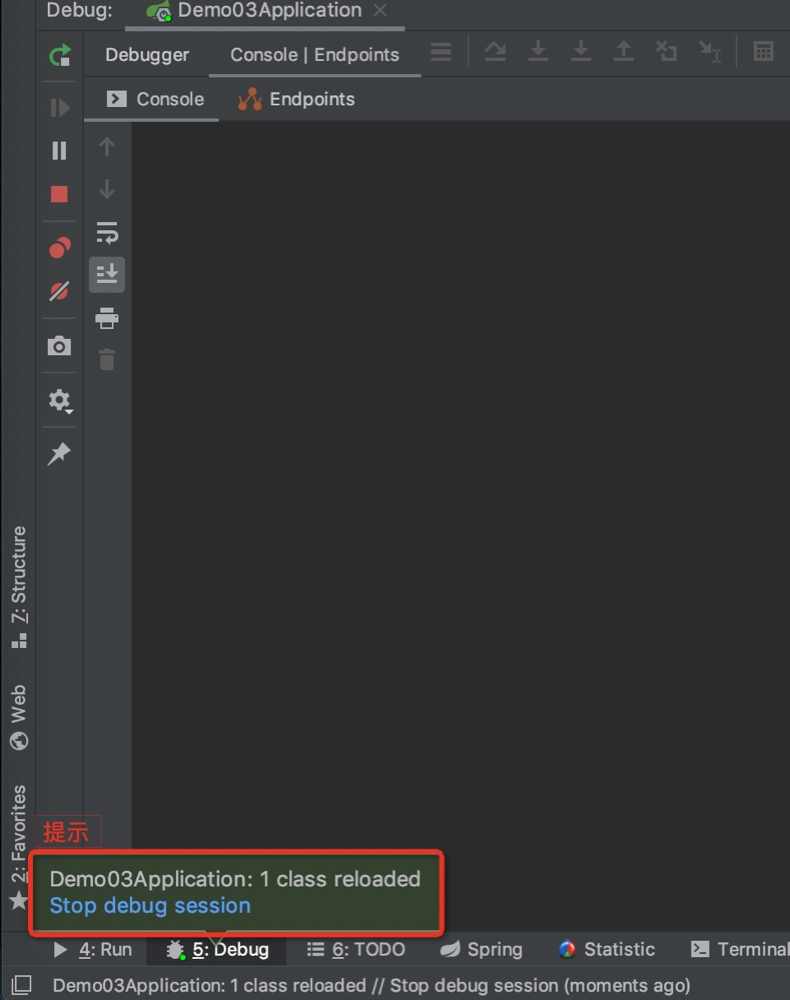 Debug:
Demo03Application
Debugger
Console | Endpoints
Console
Endpoints
Z: Structure
Web
2: Favorites
提示
Demo03Application: 1 class reloaded
Stop debug session
4: Run
5: Debug
6: TODO
Spring
Statistic
Terminal
Demo03Application: 1 class reloaded // Stop debug session (moments ago)